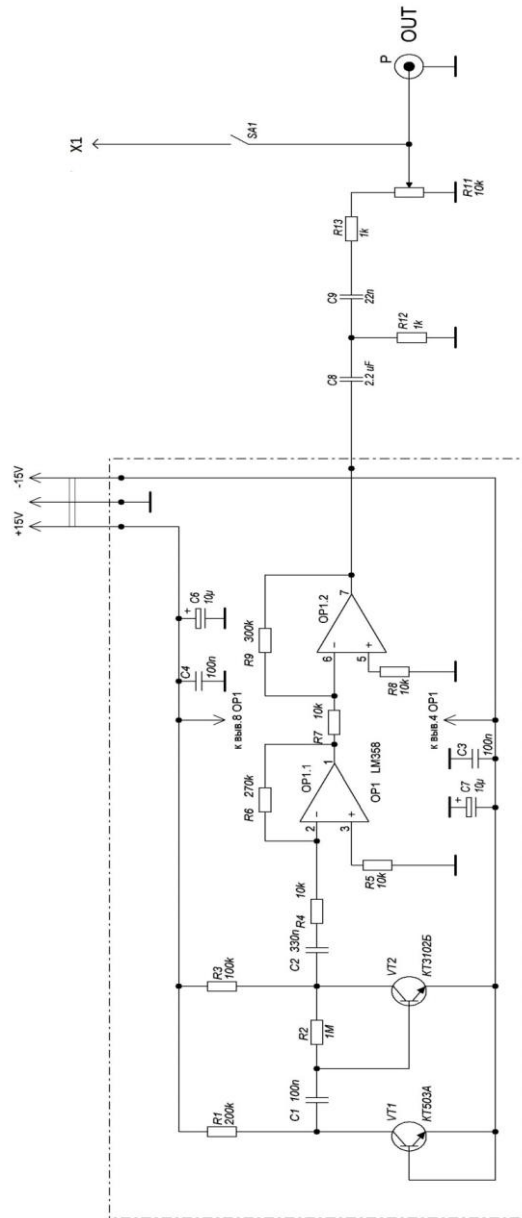 X1
SA1
P
OUT
R11
10k
R13
1k
C9
22n
R12
1k
C8
2.2 uF
+15V
-15V
+
C6
10µ
C4
100n
к выв.8 OP1
R9
300k
OP1.2
6
−
5
+
7
R8
10k
R7
10k
R6
270k
OP1.1
2
−
3
+
1
OP1 LM358
R5
10k
R4
10k
C2
330n
R3
100k
R2
1M
VT2
КТ3102Б
C1
100n
R1
200k
VT1
КТ503А
к выв.4 OP1
C3
100n
+
C7
10µ